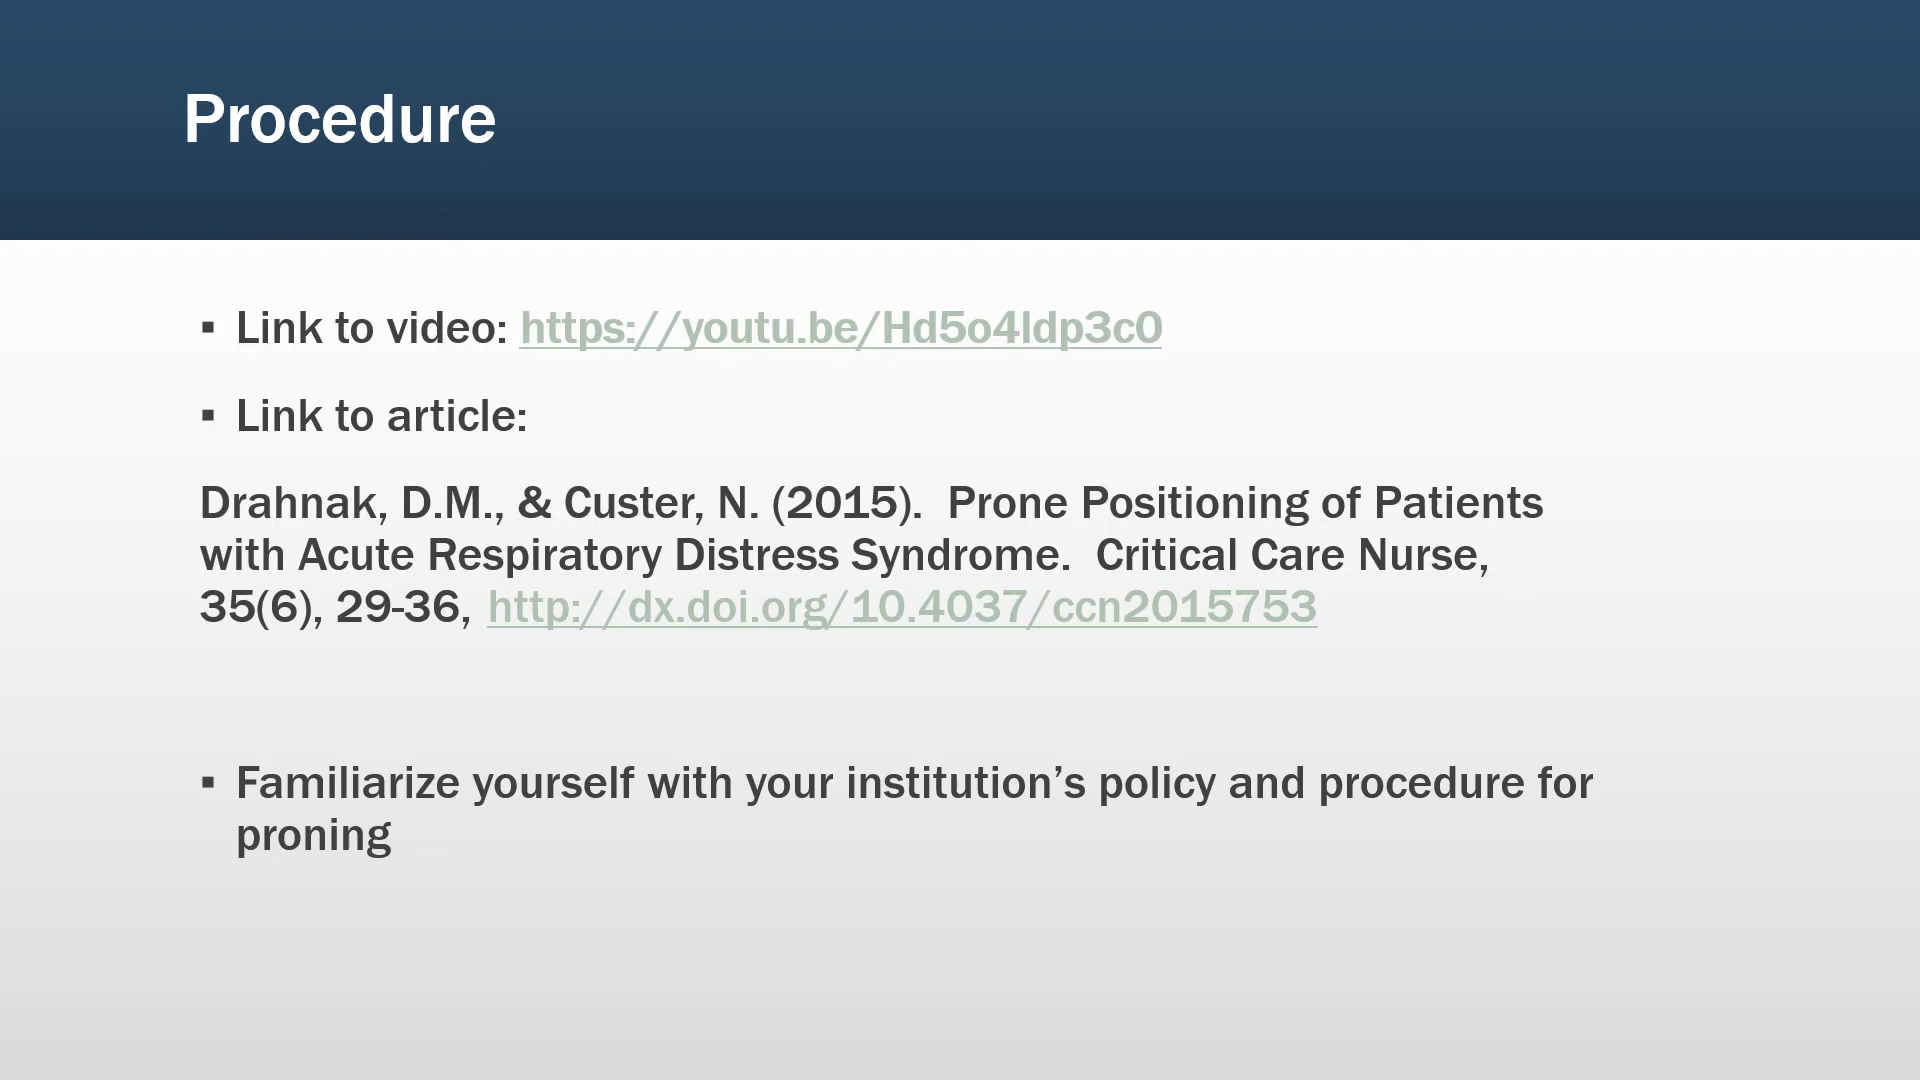 Procedure
▪ Link to video: https://youtu.be/Hd5o4ldp3c0
▪ Link to article:
Drahnak, D.M., & Custer, N. (2015).  Prone Positioning of Patients
with Acute Respiratory Distress Syndrome.  Critical Care Nurse,
35(6), 29-36, http://dx.doi.org/10.4037/ccn2015753
▪ Familiarize yourself with your institution’s policy and procedure for
proning